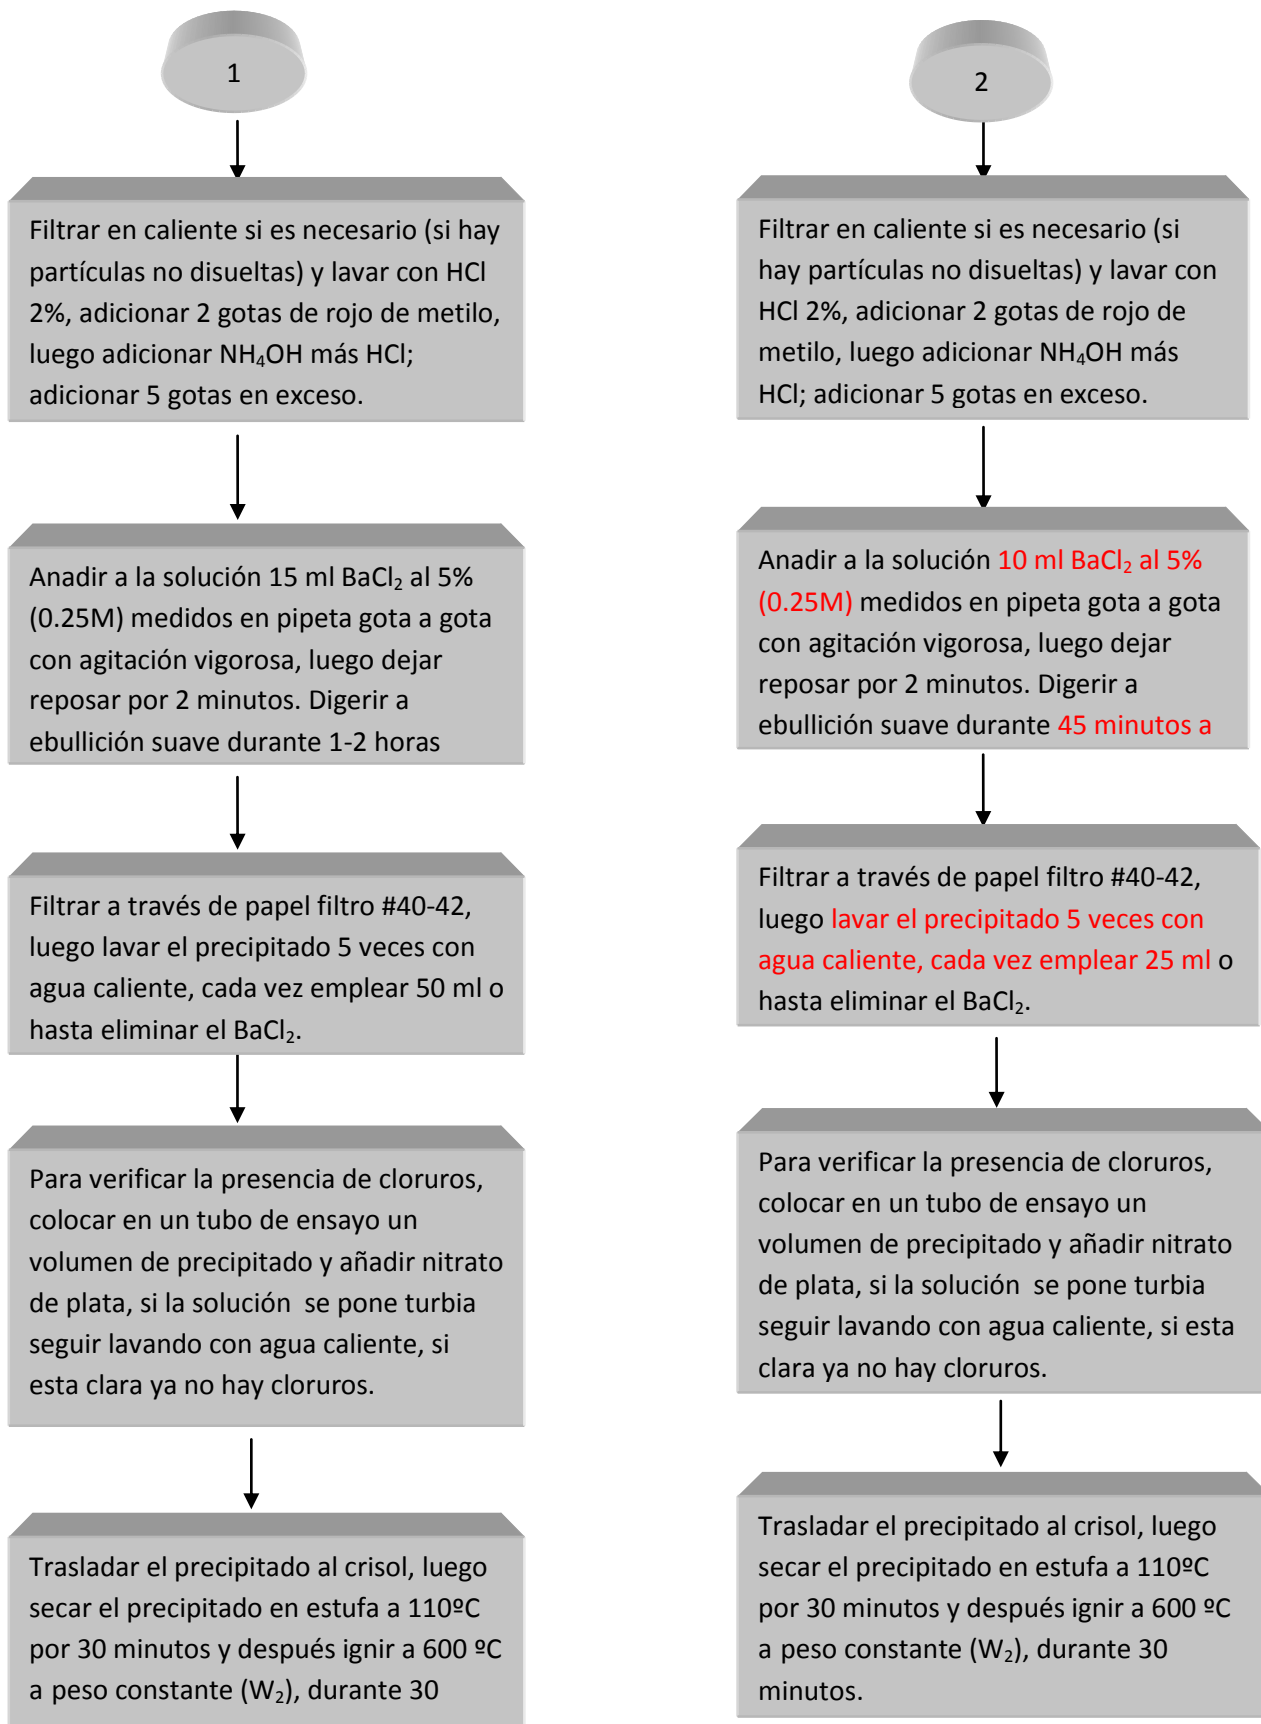 1
Filtrar en caliente si es necesario (si hay
partículas no disueltas) y lavar con HCl
2%, adicionar 2 gotas de rojo de metilo,
luego adicionar NH₄OH más HCl;
adicionar 5 gotas en exceso.
Anadir a la solución 15 ml BaCl₂ al 5%
(0.25M) medidos en pipeta gota a gota
con agitación vigorosa, luego dejar
reposar por 2 minutos. Digerir a
ebullición suave durante 1-2 horas
Filtrar a través de papel filtro #40-42,
luego lavar el precipitado 5 veces con
agua caliente, cada vez emplear 50 ml o
hasta eliminar el BaCl₂.
Para verificar la presencia de cloruros,
colocar en un tubo de ensayo un
volumen de precipitado y añadir nitrato
de plata, si la solución  se pone turbia
seguir lavando con agua caliente, si
esta clara ya no hay cloruros.
Trasladar el precipitado al crisol, luego
secar el precipitado en estufa a 110ºC
por 30 minutos y después ignir a 600 ºC
a peso constante (W₂), durante 30
2
Filtrar en caliente si es necesario (si
hay partículas no disueltas) y lavar con
HCl 2%, adicionar 2 gotas de rojo de
metilo, luego adicionar NH₄OH más
HCl; adicionar 5 gotas en exceso.
Anadir a la solución 10 ml BaCl₂ al 5%
(0.25M) medidos en pipeta gota a gota
con agitación vigorosa, luego dejar
reposar por 2 minutos. Digerir a
ebullición suave durante 45 minutos a
Filtrar a través de papel filtro #40-42,
luego lavar el precipitado 5 veces con
agua caliente, cada vez emplear 25 ml o
hasta eliminar el BaCl₂.
Para verificar la presencia de cloruros,
colocar en un tubo de ensayo un
volumen de precipitado y añadir nitrato
de plata, si la solución  se pone turbia
seguir lavando con agua caliente, si esta
clara ya no hay cloruros.
Trasladar el precipitado al crisol, luego
secar el precipitado en estufa a 110ºC
por 30 minutos y después ignir a 600 ºC
a peso constante (W₂), durante 30
minutos.